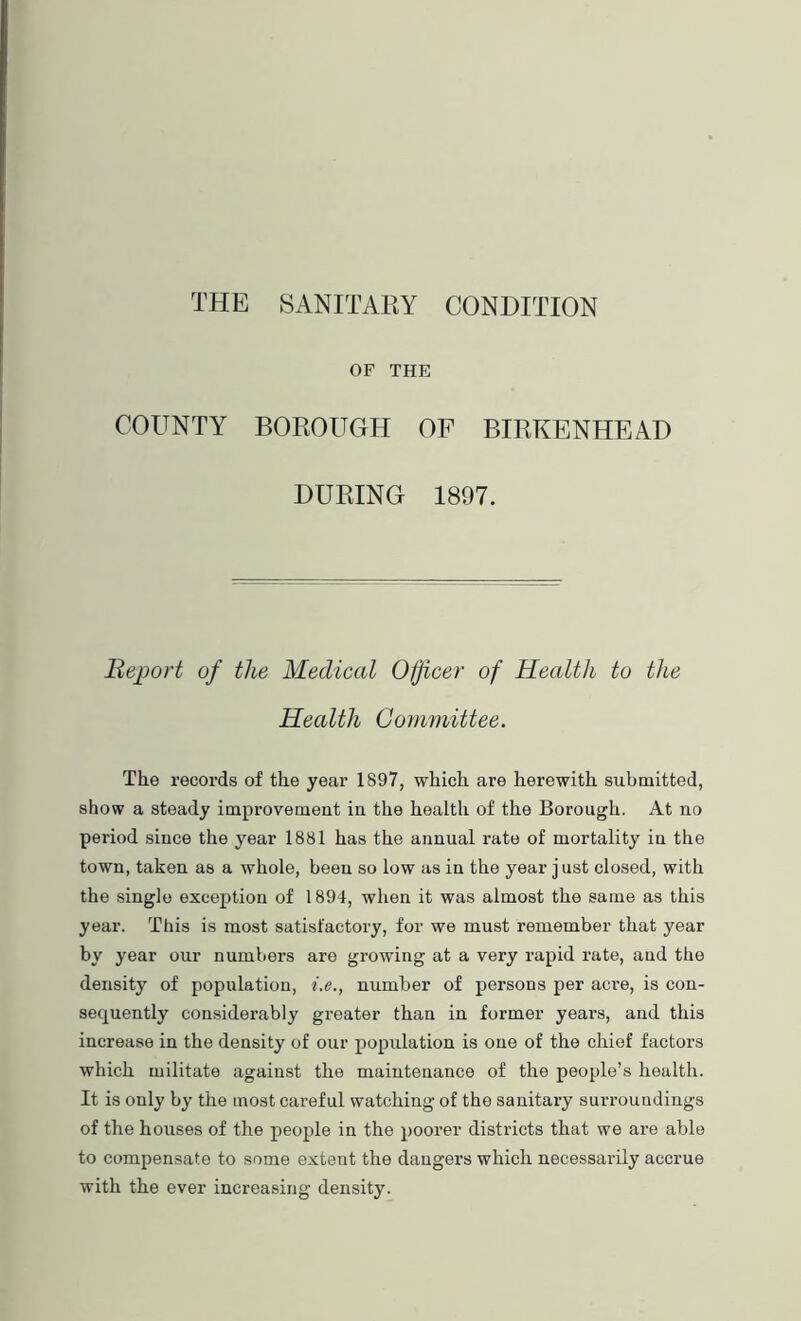 THE SANITARY CONDITION
OF THE
COUNTY BOROUGH OF BIRKENHEAD
DURING 1897.
Report of the Medical Officer of Health to the
Health Committee.
The records of the year 1897, which are herewith submitted,
show a steady improvement in the health of the Borough. At no
period since the year 1881 has the annual rate of mortality in the
town, taken as a whole, been so low as in the year just closed, with
the single exception of 1894, when it was almost the same as this
year. This is most satisfactory, for we must remember that year
by year our numbers are growing at a very rapid rate, and the
density of population, i.e., number of persons per acre, is con-
sequently considerably greater than in former years, and this
increase in the density of our population is one of the chief factors
which militate against the maintenance of the people's health.
It is only by the most careful watching of the sanitary surroundings
of the houses of the people in the poorer districts that we are able
to compensate to some extent the dangers which necessarily accrue
with the ever increasing density.